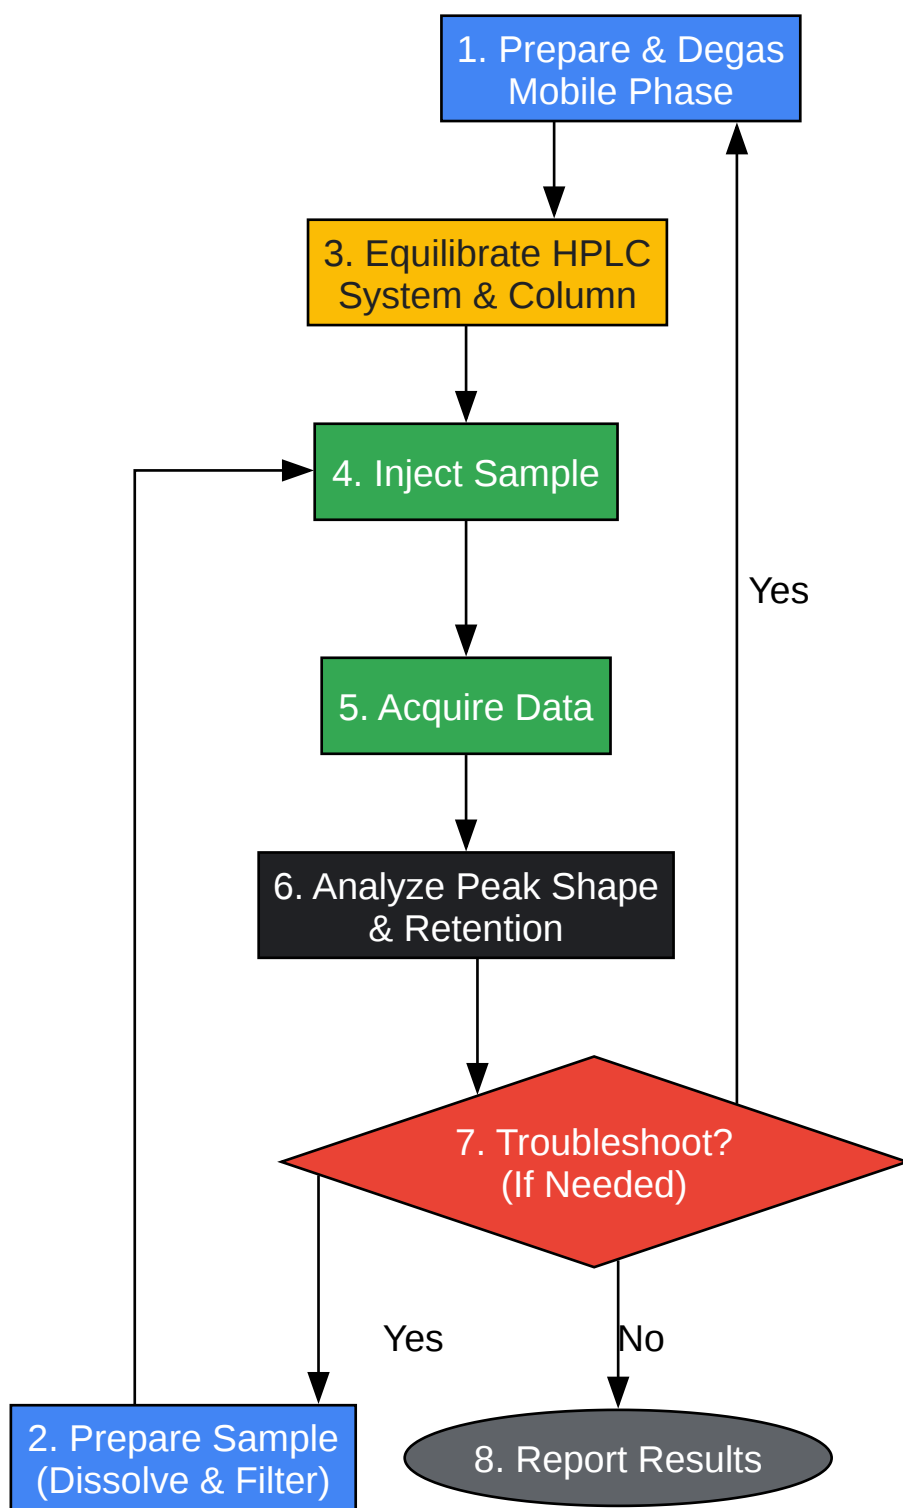 1. Prepare & Degas
Mobile Phase
3. Equilibrate HPLC
System & Column
4. Inject Sample
Yes
5. Acquire Data
6. Analyze Peak Shape
& Retention
7. Troubleshoot?
(If Needed)
Yes
No
2. Prepare Sample
(Dissolve & Filter)
8. Report Results